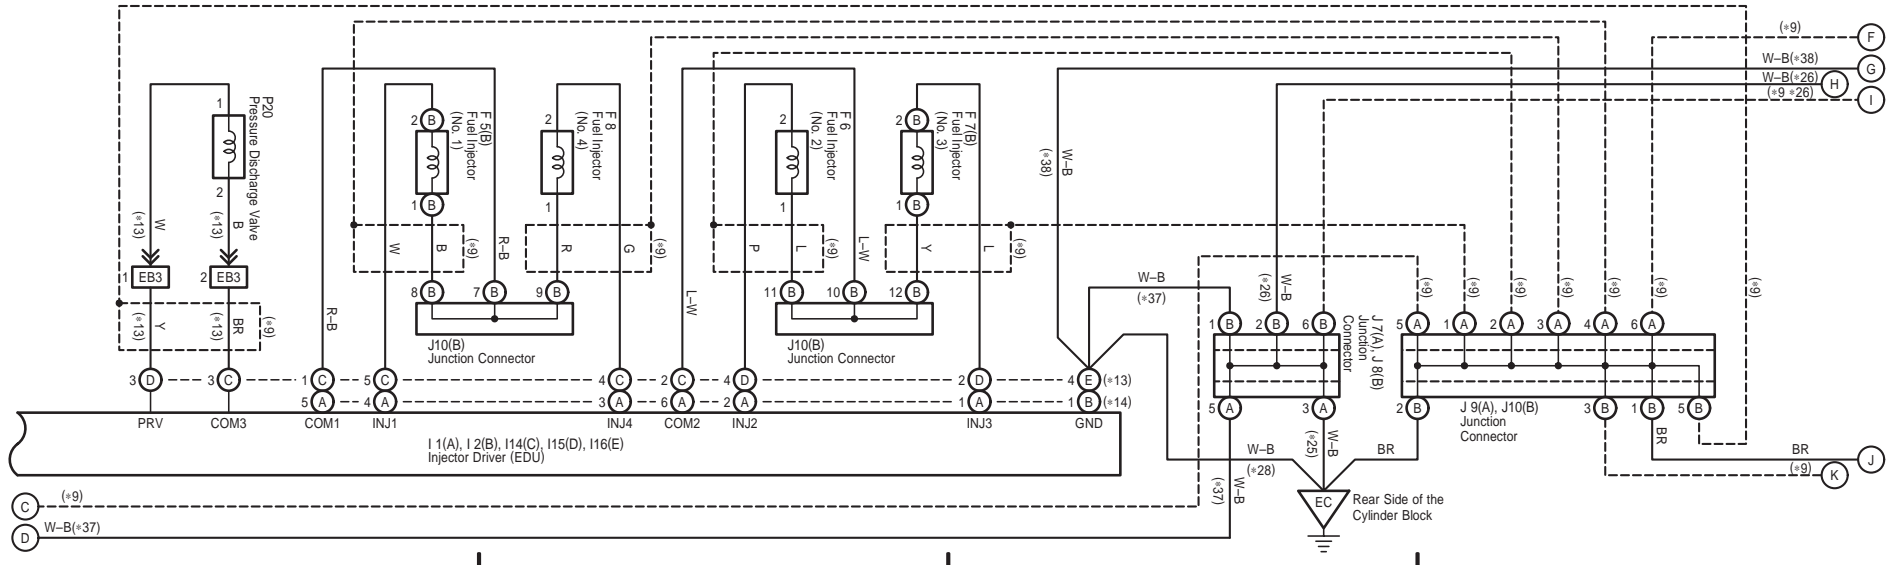 (*9)
F
W–B(*38)
G
W–B(*26)
H
(*9 *26)
I
P20
Pressure Discharge Valve
1
2
W
(*13)
B
(*13)
1 EB3
2 EB3
Y
(*13)
BR
(*13)
(*9)
R–B
F 5(B)
Fuel Injector
(No. 1)
2 B
1 B
W
B
(*9)
R–B
F 8
Fuel Injector
(No. 4)
2
1
R
G
(*9)
8 B
7 B
9 B
J10(B)
Junction Connector
L–W
F 6
Fuel Injector
(No. 2)
2
1
P
L
(*9)
L–W
F 7(B)
Fuel Injector
(No. 3)
2 B
1 B
Y
L
(*9)
11 B
10 B
12 B
J10(B)
Junction Connector
W–B
(*38)
W–B
(*37)
W–B
(*26)
(*9)
(*9)
(*9)
(*9)
(*9)
(*9)
(*9)
1 B
2 B
6 B
J 7(A), J 8(B)
Junction
Connector
5 A
1 A
2 A
3 A
4 A
6 A
3 D
3 C
1 C
5 C
4 C
2 C
4 D
2 D
4 E (*13)
5 A
4 A
3 A
6 A
2 A
1 A
1 B (*14)
5 A
3 A
2 B
3 B
1 B
5 B
J 9(A), J10(B)
Junction
Connector
PRV
COM3
COM1
INJ1
INJ4
COM2
INJ2
INJ3
GND
I 1(A), I 2(B), I14(C), I15(D), I16(E)
Injector Driver (EDU)
W–B
(*28)
W–B
(*37)
W–B
(*25)
BR
BR
BR
J
(*9)
K
EC
Rear Side of the
Cylinder Block
C
(*9)
D
W–B(*37)